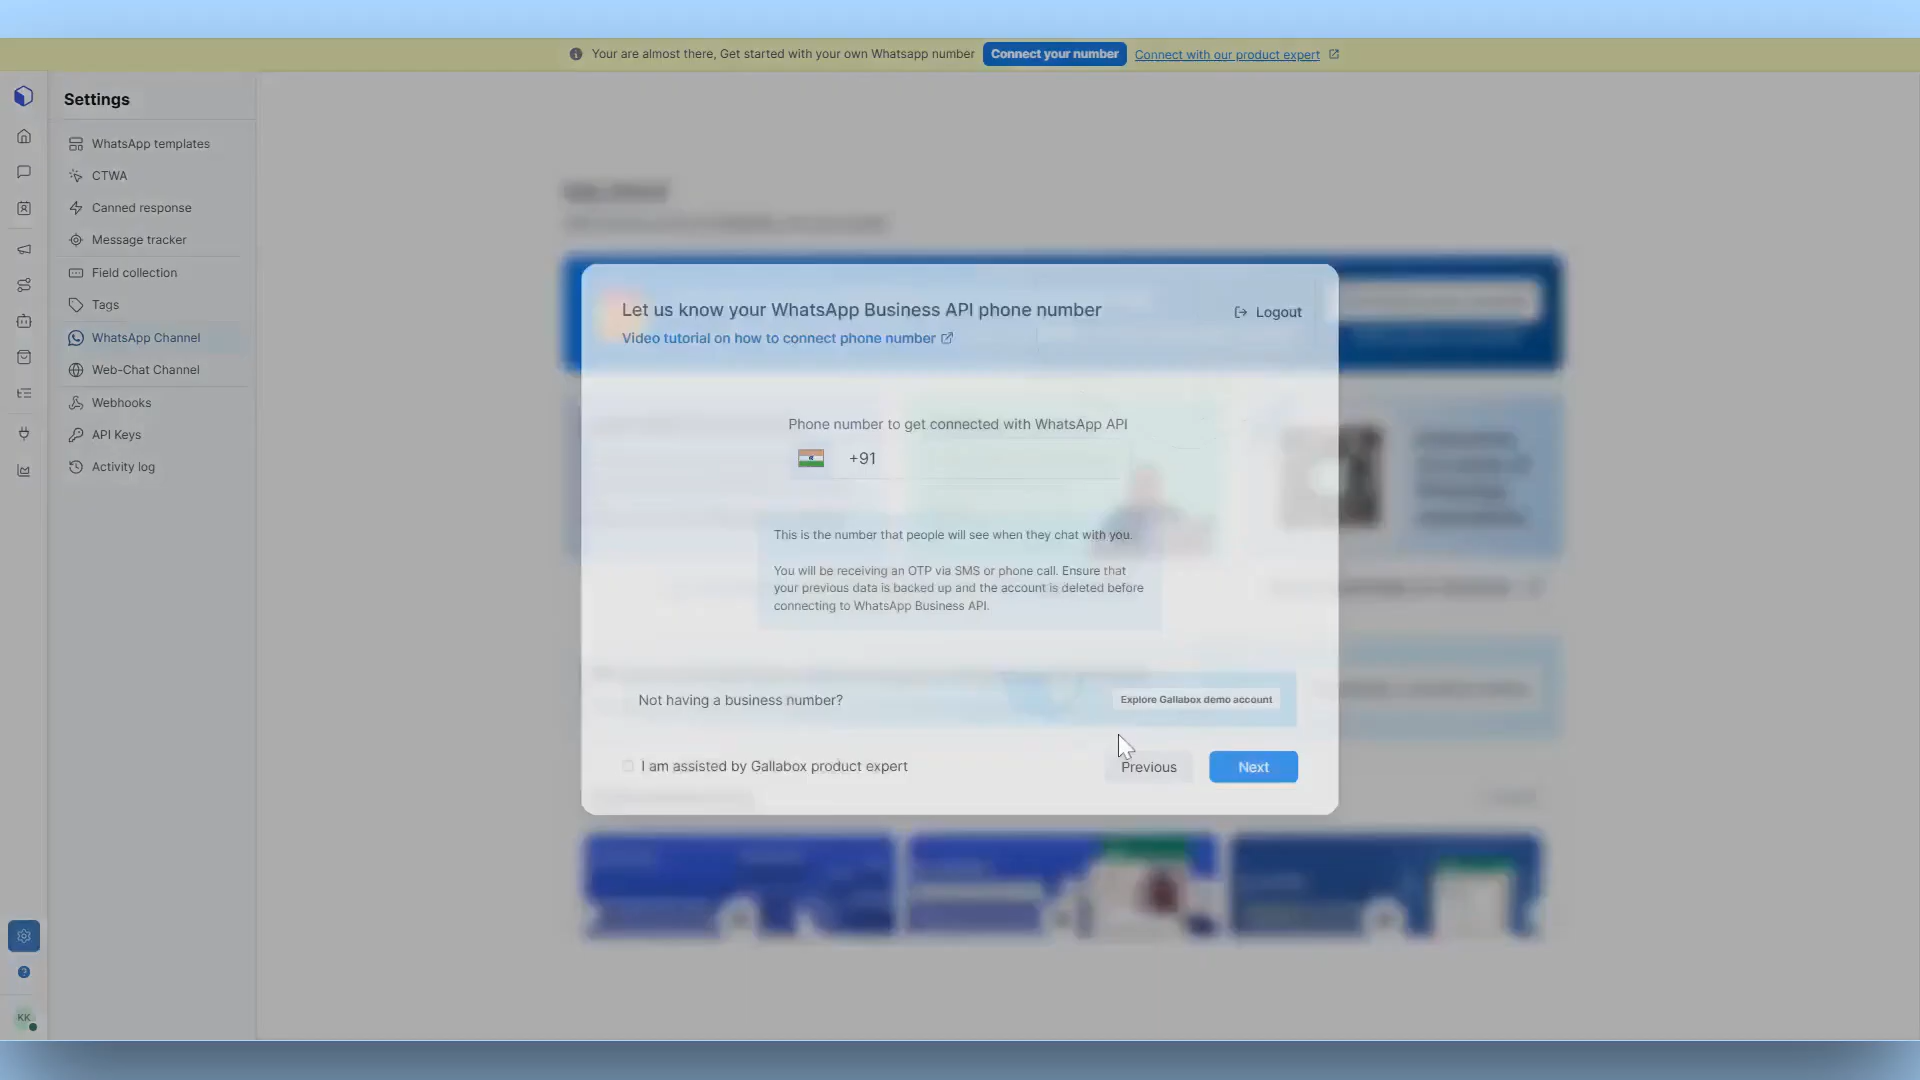 Your are almost there, Get started with your own Whatsapp number
Connect your number
Connect with our product expert
Settings
WhatsApp templates
CTWA
Canned response
Message tracker
Field collection
Tags
WhatsApp Channel
Web-Chat Channel
Webhooks
API Keys
Activity log
KK
Let us know your WhatsApp Business API phone number
Logout
Video tutorial on how to connect phone number
Phone number to get connected with WhatsApp API
+91
This is the number that people will see when they chat with you.
You will be receiving an OTP via SMS or phone call. Ensure that
your previous data is backed up and the account is deleted before
connecting to WhatsApp Business API.
Not having a business number?
Explore Gallabox demo account
I am assisted by Gallabox product expert
Previous
Next